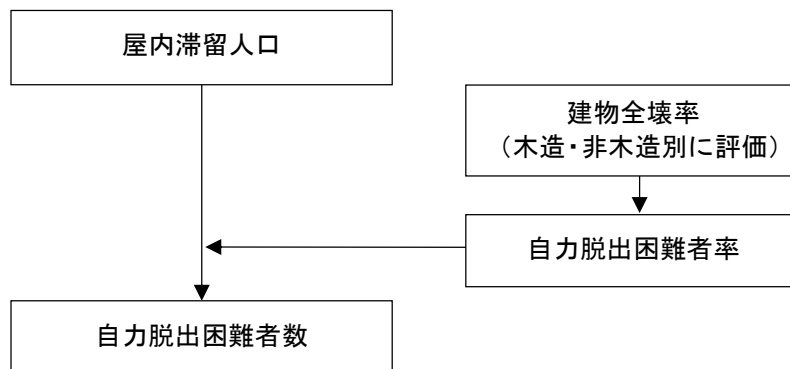 屋内滞留人口
建物全壊率
（木造・非木造別に評価）
自力脱出困難者率
自力脱出困難者数